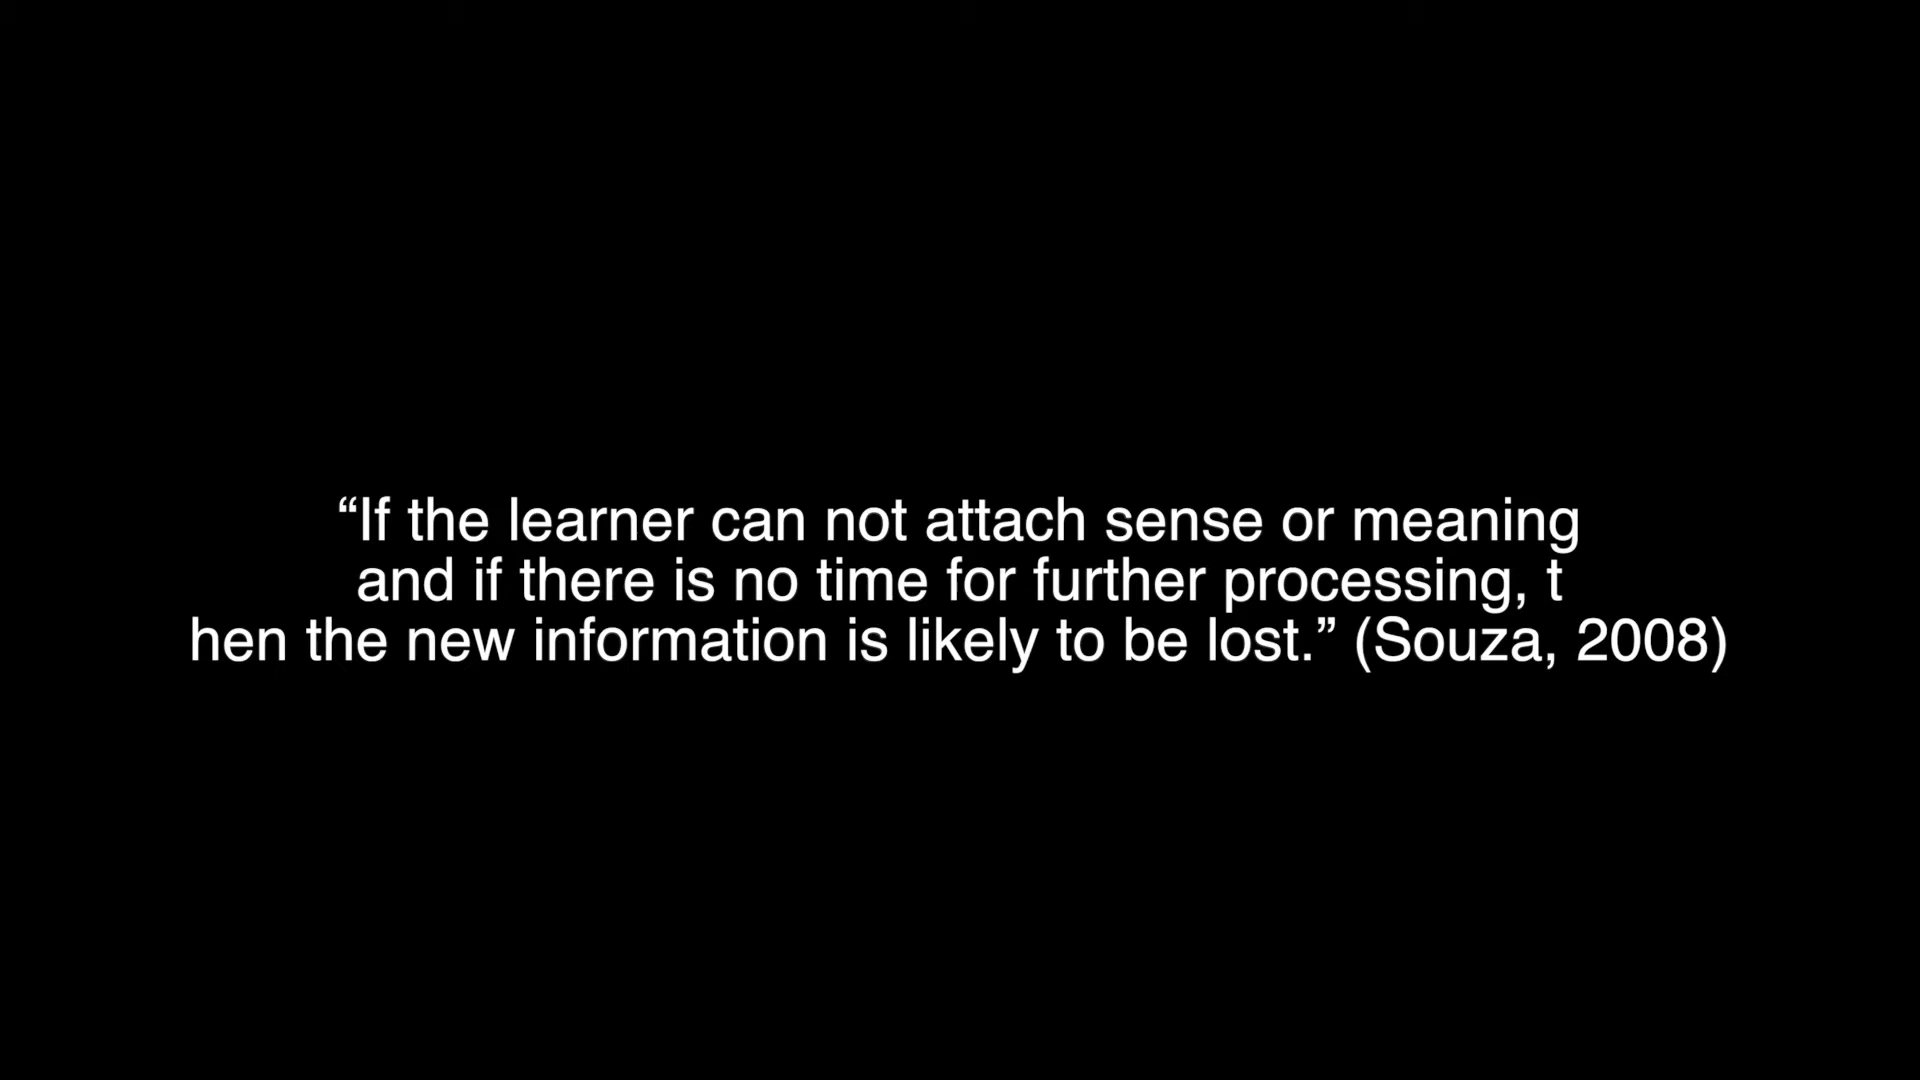 “If the learner can not attach sense or meaning
and if there is no time for further processing, t
hen the new information is likely to be lost.” (Souza, 2008)